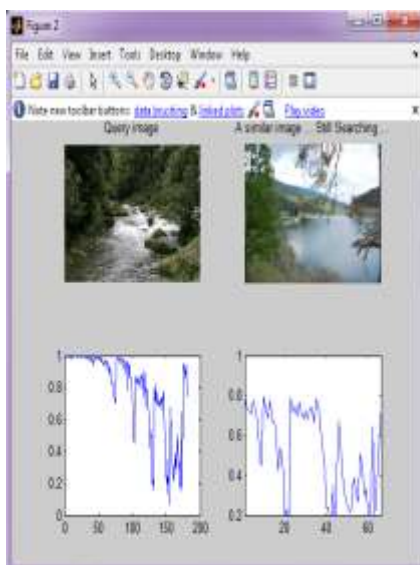 Figure 2
File Edit View Insert Tools Desktop Window Help
Note new toolbar buttons: data brushing & linked plots Play video
Query image
A similar image ... Still Searching...
1
0.8
0.6
0.4
0.2
0
0 50 100 150 200
1
0.8
0.6
0.4
0.2
20 40 60